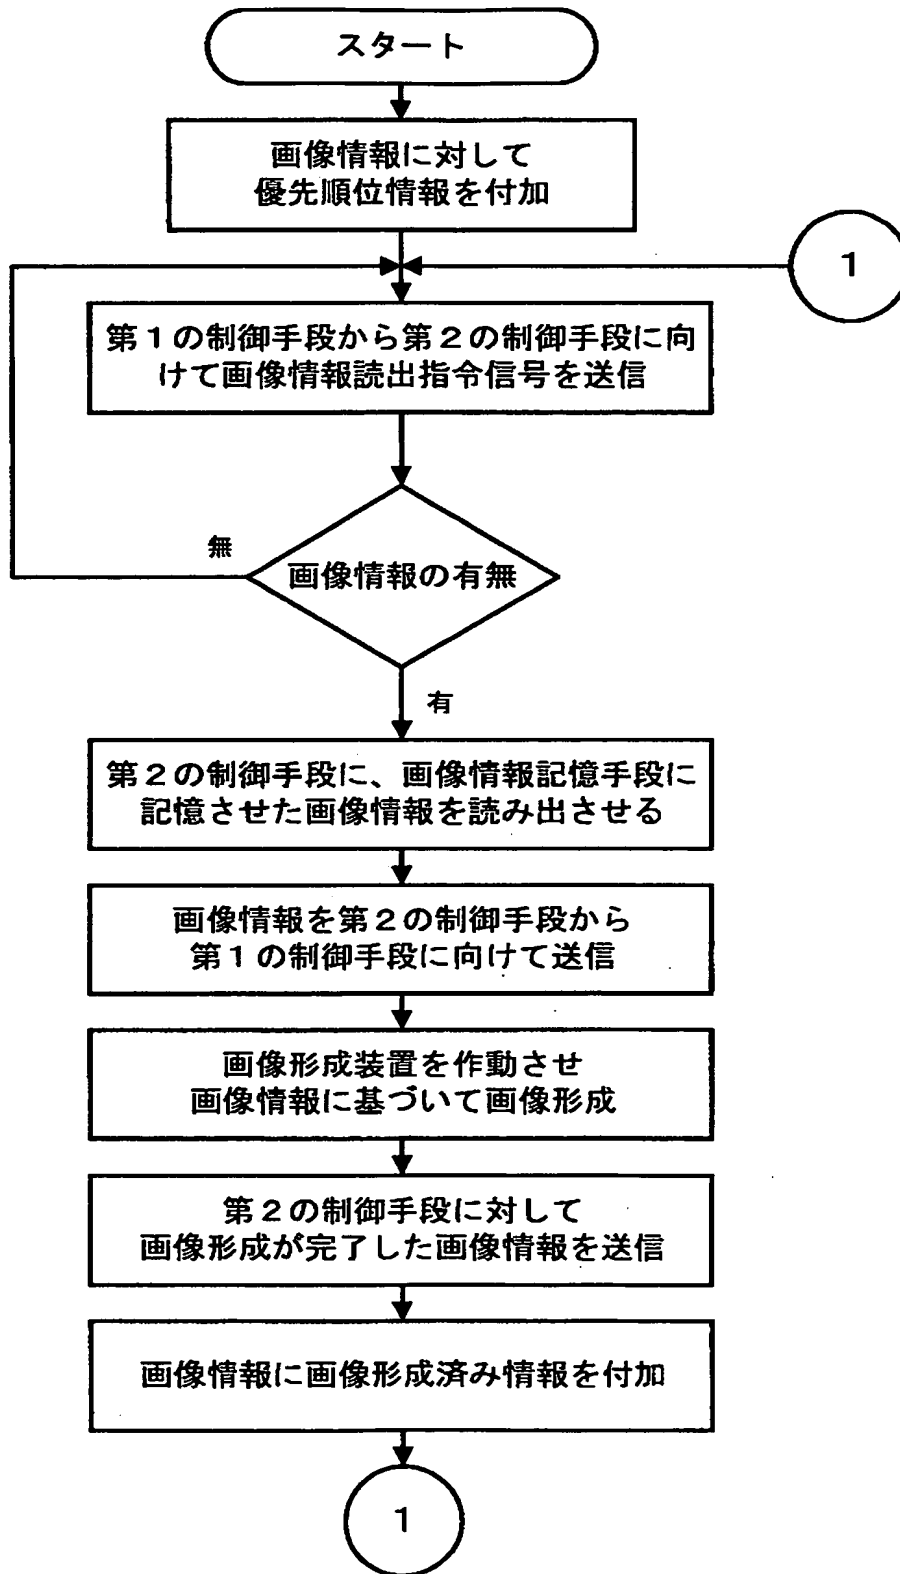 スタート
画像情報に対して
優先順位情報を付加
1
第１の制御手段から第２の制御手段に向
けて画像情報読出指令信号を送信
無
画像情報の有無
有
第２の制御手段に、画像情報記憶手段に
記憶させた画像情報を読み出させる
画像情報を第２の制御手段から
第１の制御手段に向けて送信
画像形成装置を作動させ
画像情報に基づいて画像形成
第２の制御手段に対して
画像形成が完了した画像情報を送信
画像情報に画像形成済み情報を付加
1